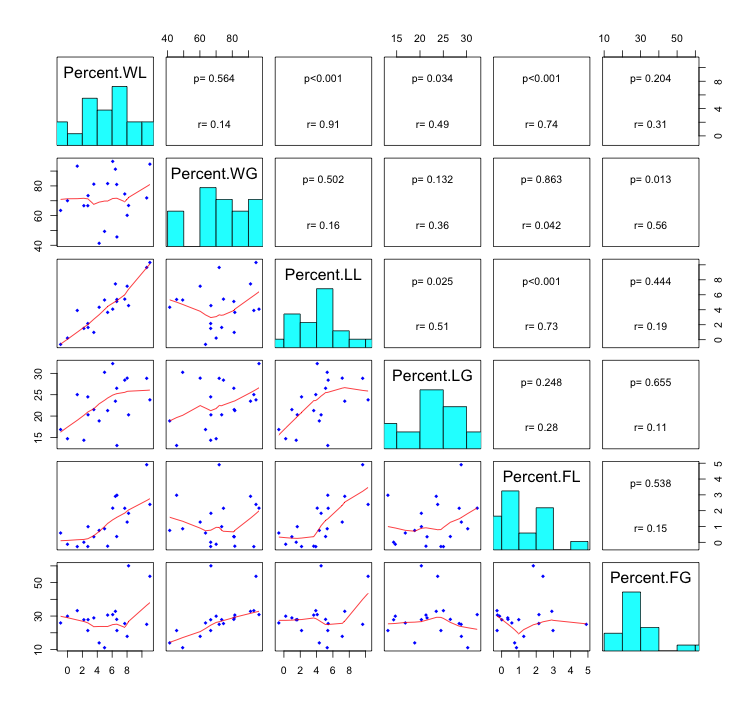 40 60 80
15 20 25 30
10 30 50
Percent.WL
p= 0.564
r= 0.14
p<0.001
r= 0.91
p= 0.034
r= 0.49
p<0.001
r= 0.74
p= 0.204
r= 0.31
0 2 4 8
40 60 80
Percent.WG
p= 0.502
r= 0.16
p= 0.132
r= 0.36
p= 0.863
r= 0.042
p= 0.013
r= 0.56
Percent.LL
p= 0.025
r= 0.51
p<0.001
r= 0.73
p= 0.444
r= 0.19
0 2 4 6 8
15 20 25 30
Percent.LG
p= 0.248
r= 0.28
p= 0.655
r= 0.11
Percent.FL
p= 0.538
r= 0.15
0 1 2 3 4 5
10 30 50
Percent.FG
0 2 4 6 8
0 2 4 6 8
0 1 2 3 4 5